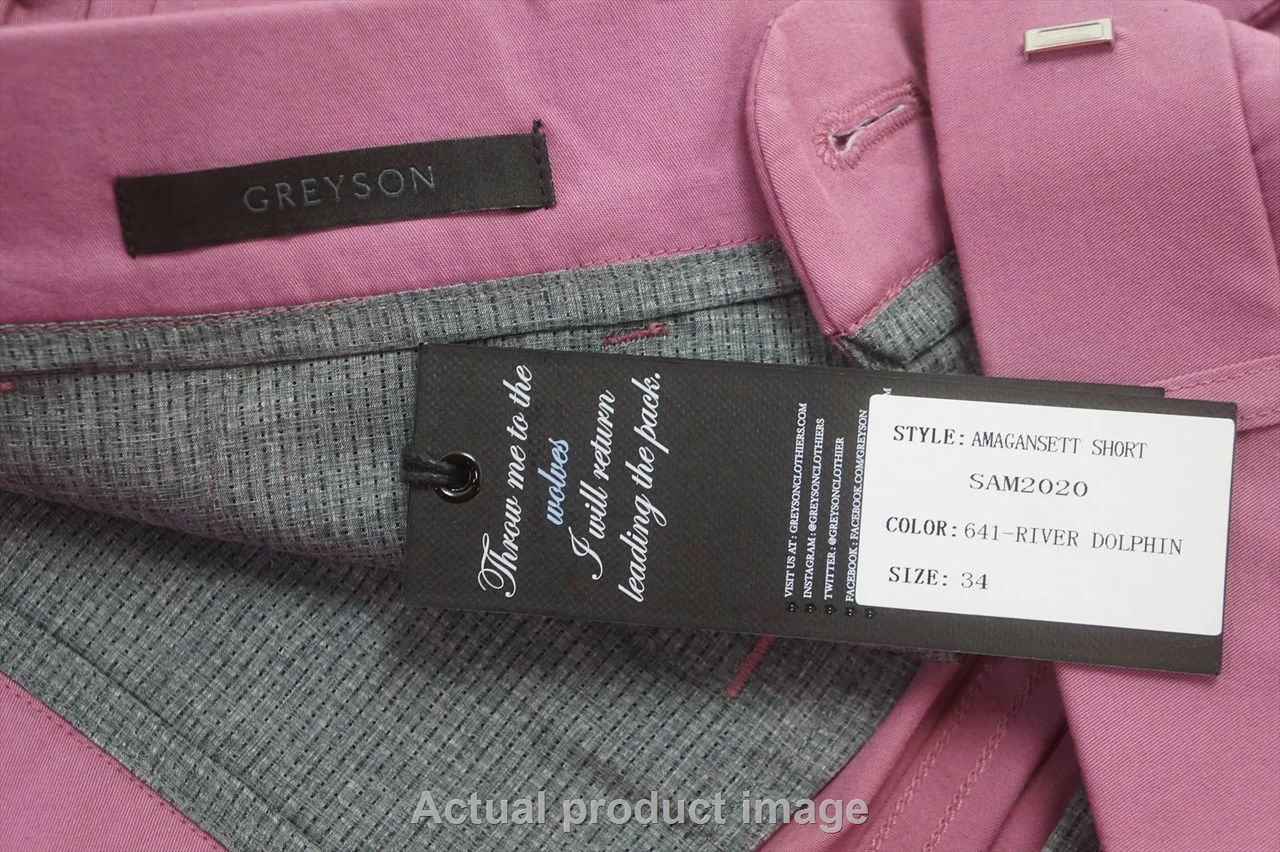 GREYSON
Throw me to the
wolves
I will return
leading the pack.
VISIT US AT : GREYSONCLOTHIERS.COM
INSTAGRAM : @GREYSONCLOTHIERS
TWITTER : @GREYSONCLOTHIER
FACEBOOK : FACEBOOK.COM/GREYSON
STYLE: AMAGANSETT SHORT
SAM2020
COLOR: 641-RIVER DOLPHIN
SIZE: 34
Actual product image